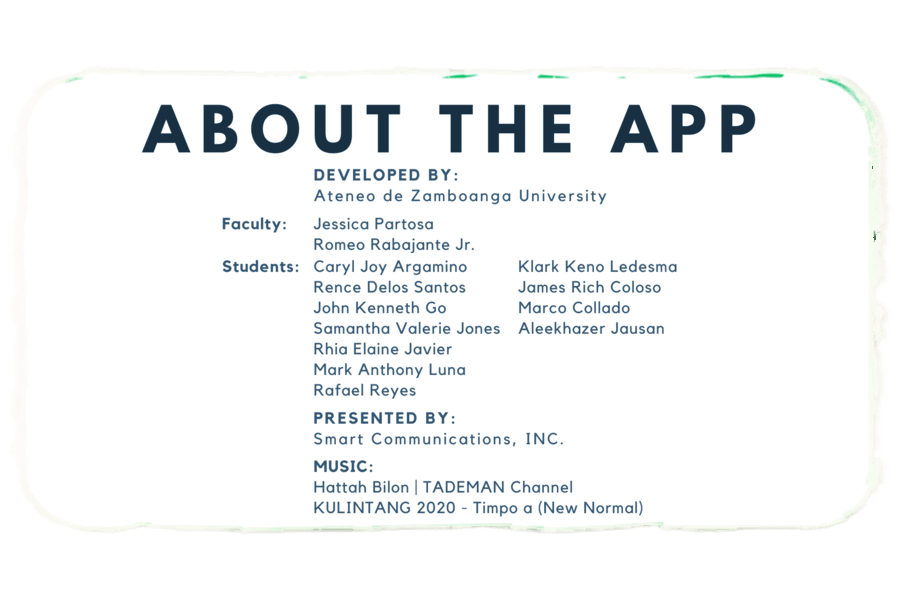 ABOUT THE APP
DEVELOPED BY:
Ateneo de Zamboanga University
Faculty: Jessica Partosa
Romeo Rabajante Jr.
Students: Caryl Joy Argamino Klark Keno Ledesma
Rence Delos Santos James Rich Coloso
John Kenneth Go Marco Collado
Samantha Valerie Jones Aleekhazer Jausan
Rhia Elaine Javier
Mark Anthony Luna
Rafael Reyes
PRESENTED BY:
Smart Communications, INC.
MUSIC:
Hattah Bilon | TADEMAN Channel
KULINTANG 2020 - Timpo a (New Normal)